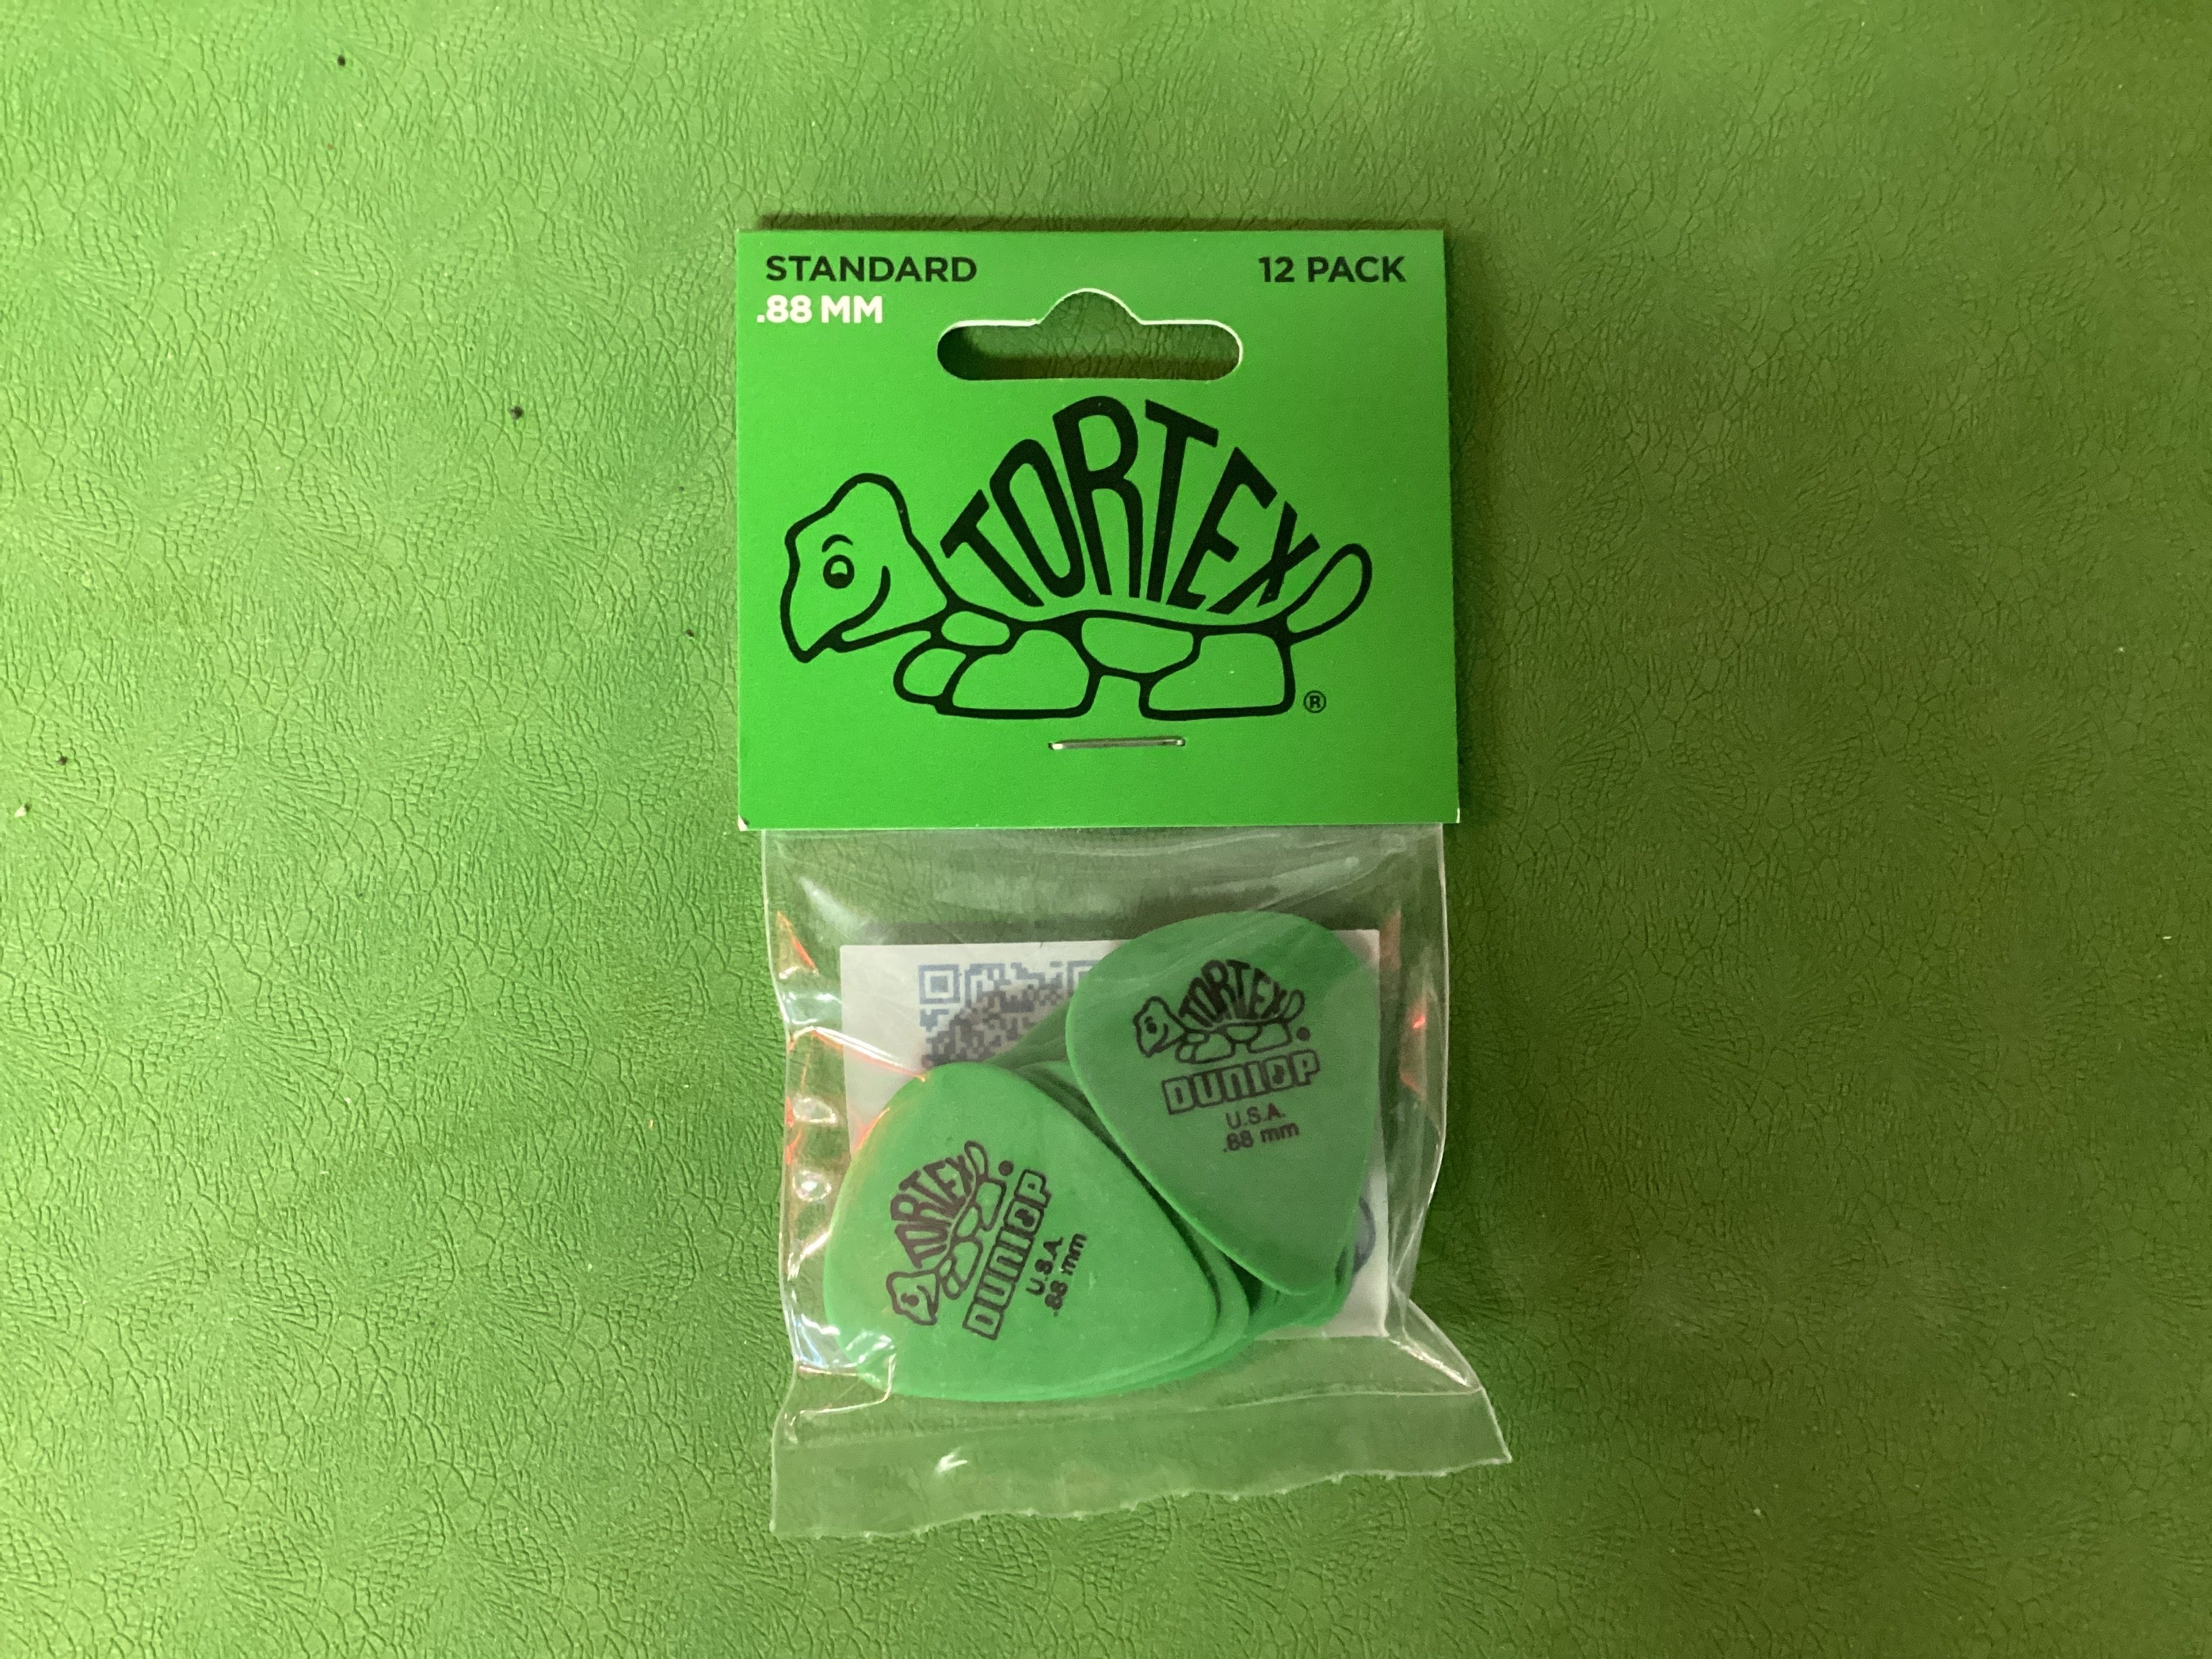 STANDARD
12 PACK
.88 MM
TORTEX
®
TORTEX
DUNLOP
U.S.A.
.88 mm
TORTEX
DUNLOP
U.S.A.
.88 mm